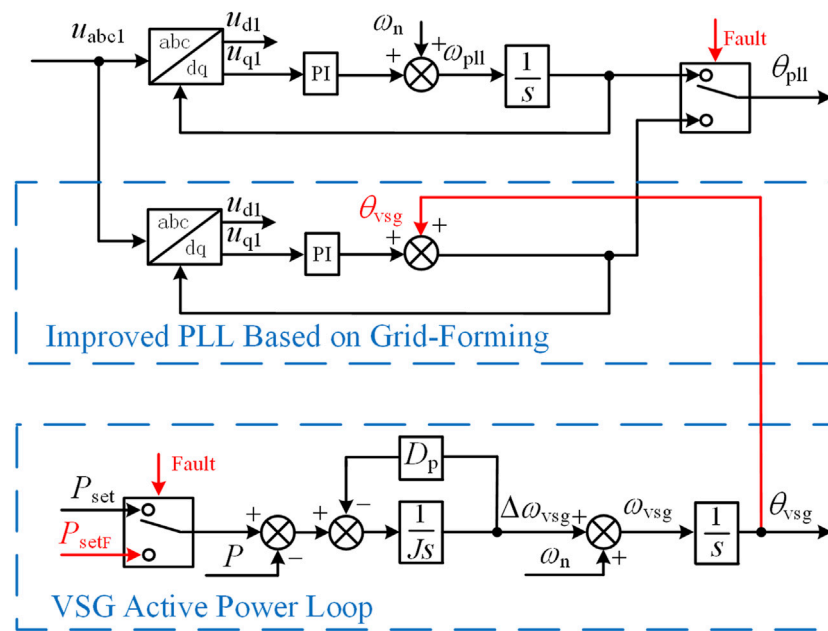 u_abc1
abc
dq
u_d1
u_q1
PI
+
ω_n
+
ω_pll
1
s
Fault
θ_pll
abc
dq
u_d1
u_q1
PI
+
θ_vsg
+
Improved PLL Based on Grid-Forming
P_set
P_setF
Fault
+
P
−
+
−
D_p
1
Js
Δω_vsg
+
ω_n
+
ω_vsg
1
s
θ_vsg
VSG Active Power Loop